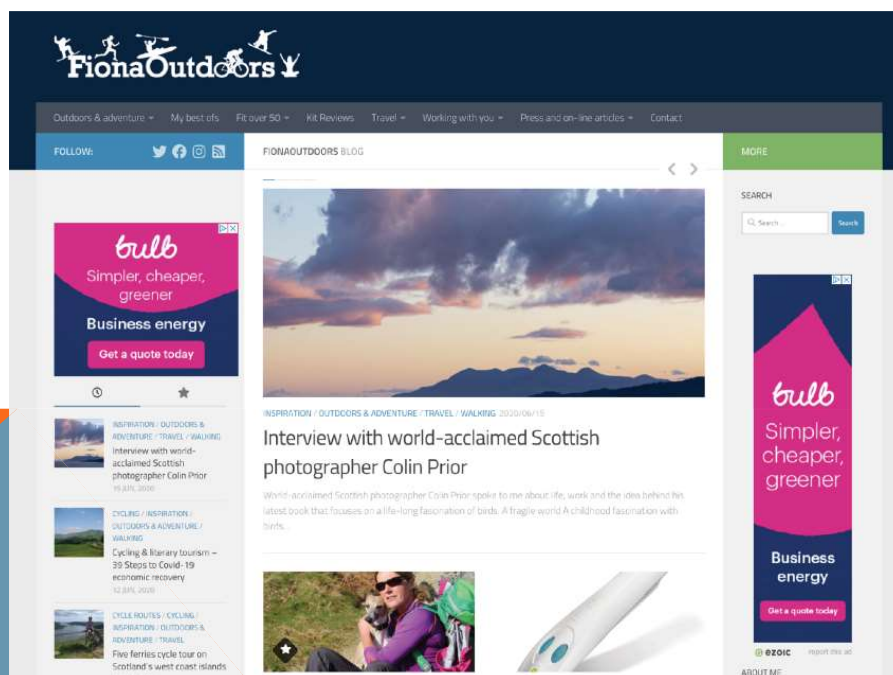 FionaOutdoors
Outdoors & adventure My best ofs Fit over 50 Kit Reviews Travel Working with you Press and on-line articles Contact
FOLLOW:
FIONAOUTDOORS BLOG
MORE
bulb
Simpler, cheaper,
greener
Business energy
Get a quote today
INSPIRATION / OUTDOORS &
ADVENTURE / TRAVEL / WALKING
Interview with world-
acclaimed Scottish
photographer Colin Prior
15 JUN, 2020
CYCLING / INSPIRATION /
OUTDOORS & ADVENTURE /
WALKING
Cycling & literary tourism –
39 Steps to Covid-19
economic recovery
12 JUN, 2020
CYCLE ROUTES / CYCLING /
INSPIRATION / OUTDOORS &
ADVENTURE / TRAVEL
Five ferries cycle tour on
Scotland's west coast islands
INSPIRATION / OUTDOORS & ADVENTURE / TRAVEL / WALKING 2020/06/15
Interview with world-acclaimed Scottish
photographer Colin Prior
World-acclaimed Scottish photographer Colin Prior spoke to me about life, work and the idea behind his
latest book that focuses on a life-long fascination of birds. A fragile world A childhood fascination with
birds...
SEARCH
Search ...
Search
bulb
Simpler,
cheaper,
greener
Business
energy
Get a quote today
ezoic report this ad
ABOUT ME